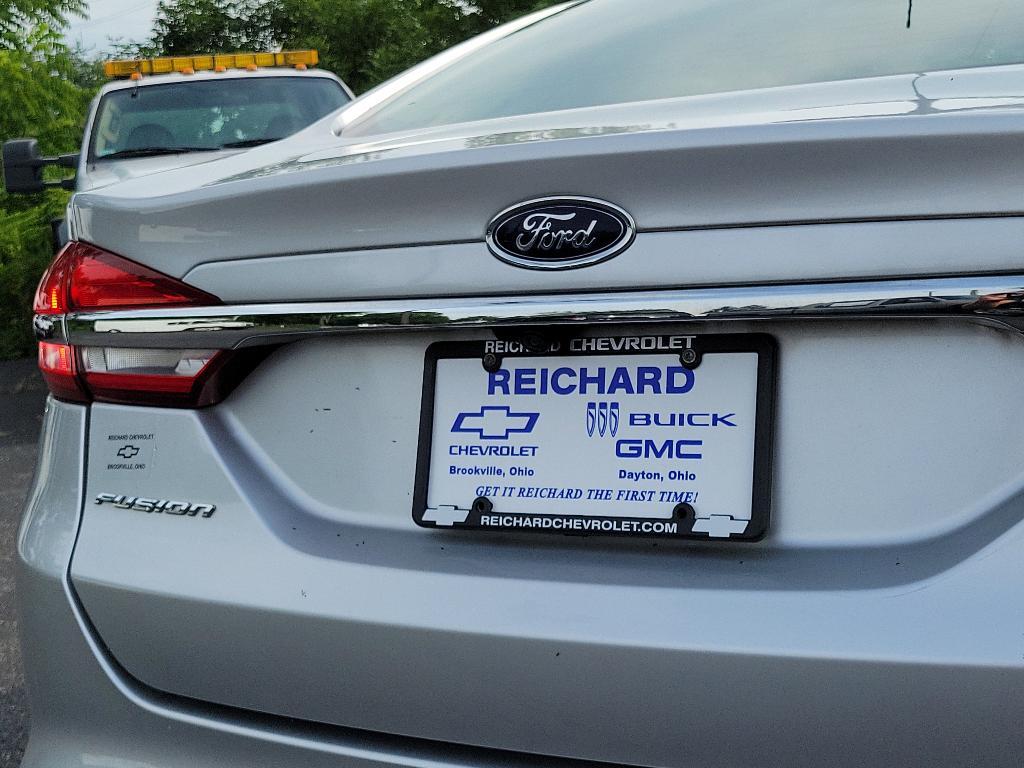 Ford
REICHARD CHEVROLET
REICHARD
CHEVROLET
Brookville, Ohio
BUICK
GMC
Dayton, Ohio
GET IT REICHARD THE FIRST TIME!
REICHARDCHEVROLET.COM
REICHARD CHEVROLET
BROOKVILLE, OHIO
FUSION